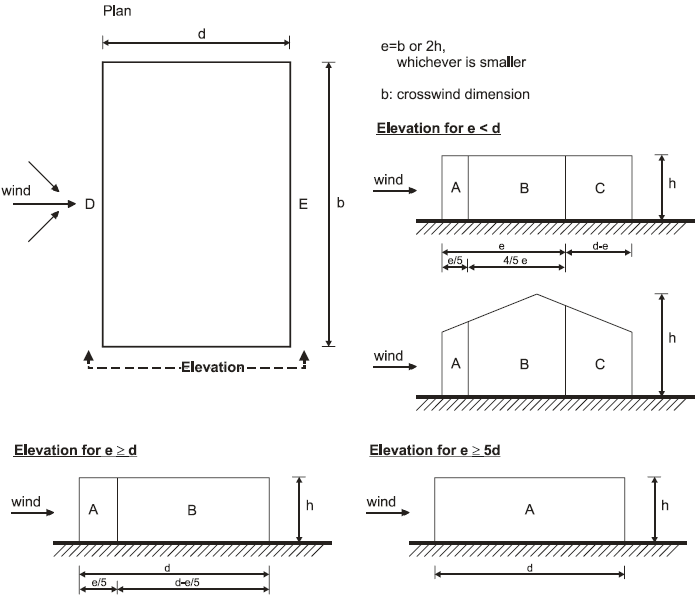 Plan
d
wind
D
E
b
Elevation
e=b or 2h,
whichever is smaller
b: crosswind dimension
Elevation for e < d
wind
A
B
C
h
e
d-e
e/5
4/5 e
wind
A
B
C
h
Elevation for e ≥ d
wind
A
B
h
d
e/5
d-e/5
Elevation for e ≥ 5d
wind
A
h
d